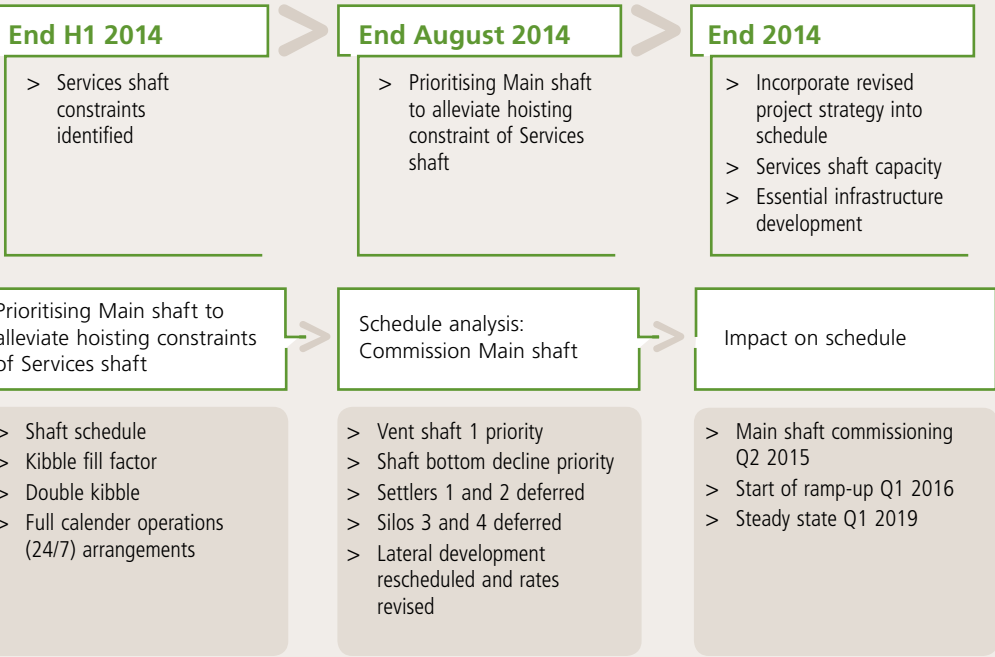 End H1 2014
> Services shaft
constraints
identified
End August 2014
> Prioritising Main shaft
to alleviate hoisting
constraint of Services
shaft
End 2014
> Incorporate revised
project strategy into
schedule
> Services shaft capacity
> Essential infrastructure
development
Prioritising Main shaft to
alleviate hoisting constraints
of Services shaft
Schedule analysis:
Commission Main shaft
Impact on schedule
> Shaft schedule
> Kibble fill factor
> Double kibble
> Full calender operations
(24/7) arrangements
> Vent shaft 1 priority
> Shaft bottom decline priority
> Settlers 1 and 2 deferred
> Silos 3 and 4 deferred
> Lateral development
rescheduled and rates
revised
> Main shaft commissioning
Q2 2015
> Start of ramp-up Q1 2016
> Steady state Q1 2019